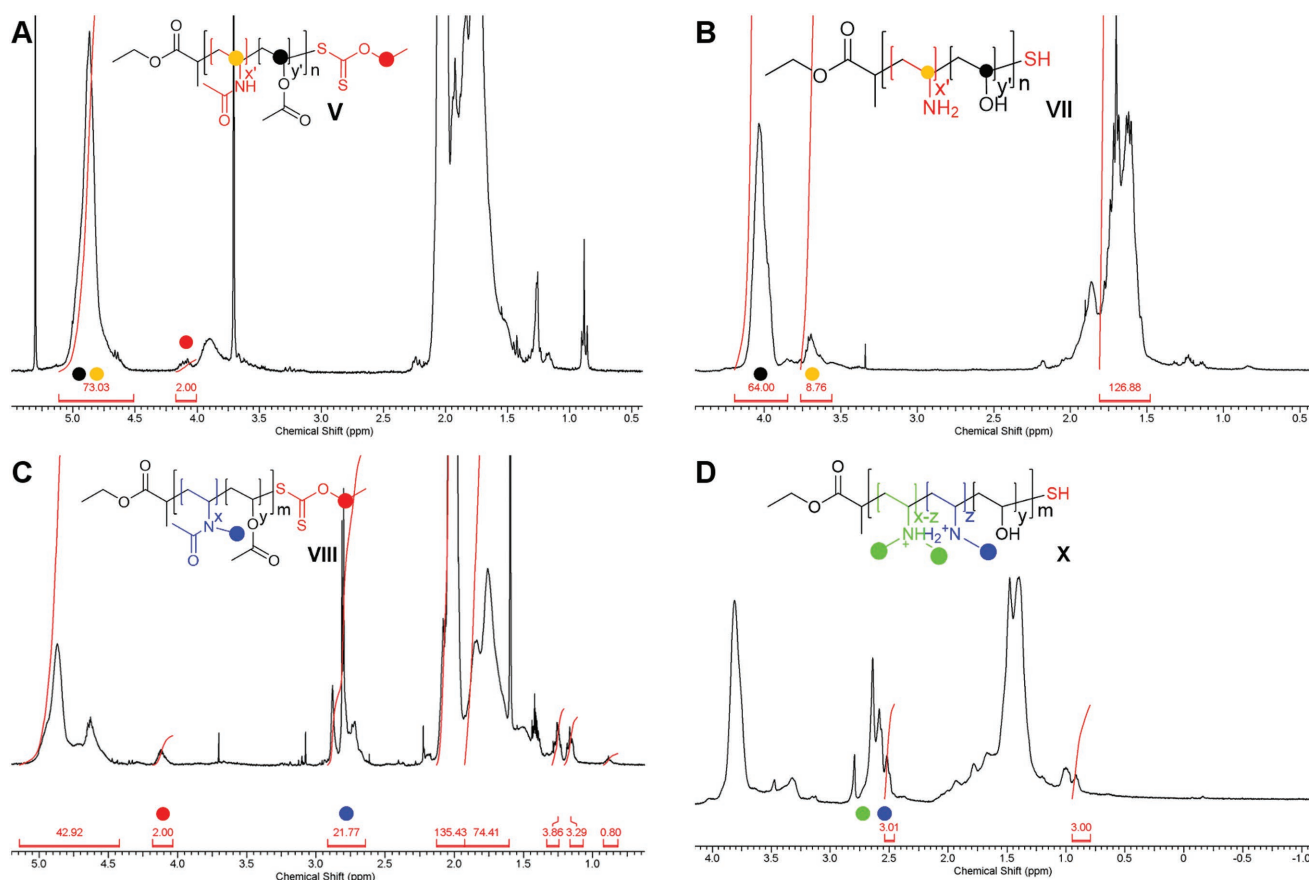 A
O
O
S
O
[
]
[
]
x'
y'
n
NH
O
S
O
O
V
73.03
2.00
5.0 4.5 4.0 3.5 3.0 2.5 2.0 1.5 1.0 0.5
Chemical Shift (ppm)
B
O
O
[
]
[
]
SH
x'
y'
n
NH2
OH
VII
64.00
8.76
126.88
4.0 3.5 3.0 2.5 2.0 1.5 1.0 0.5
Chemical Shift (ppm)
C
O
O
S
O
[
]
[
]
x
y
m
N
O
S
O
O
VIII
42.92
2.00
21.77
135.43
74.41
3.86
3.29
0.80
5.0 4.5 4.0 3.5 3.0 2.5 2.0 1.5 1.0
Chemical Shift (ppm)
D
O
O
[
]
[
]
SH
x-z
z
y
m
NH
+
H2+N
OH
X
3.01
3.00
4.0 3.5 3.0 2.5 2.0 1.5 1.0 0.5 0 -0.5 -1.0
Chemical Shift (ppm)